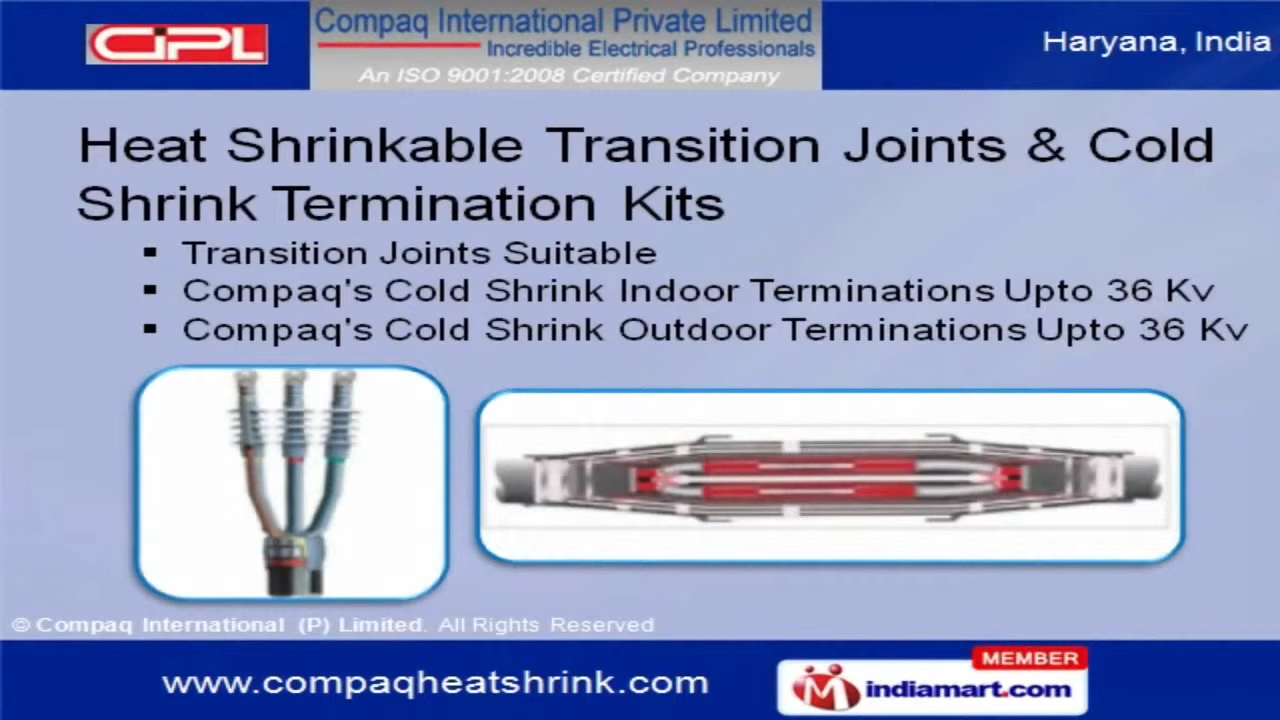 CIPL
Compaq International Private Limited
Incredible Electrical Professionals
An ISO 9001:2008 Certified Company
Haryana, India
Heat Shrinkable Transition Joints & Cold
Shrink Termination Kits
▪ Transition Joints Suitable
▪ Compaq's Cold Shrink Indoor Terminations Upto 36 Kv
▪ Compaq's Cold Shrink Outdoor Terminations Upto 36 Kv
© Compaq International (P) Limited. All Rights Reserved
www.compaqheatshrink.com
MEMBER
indiamart.com